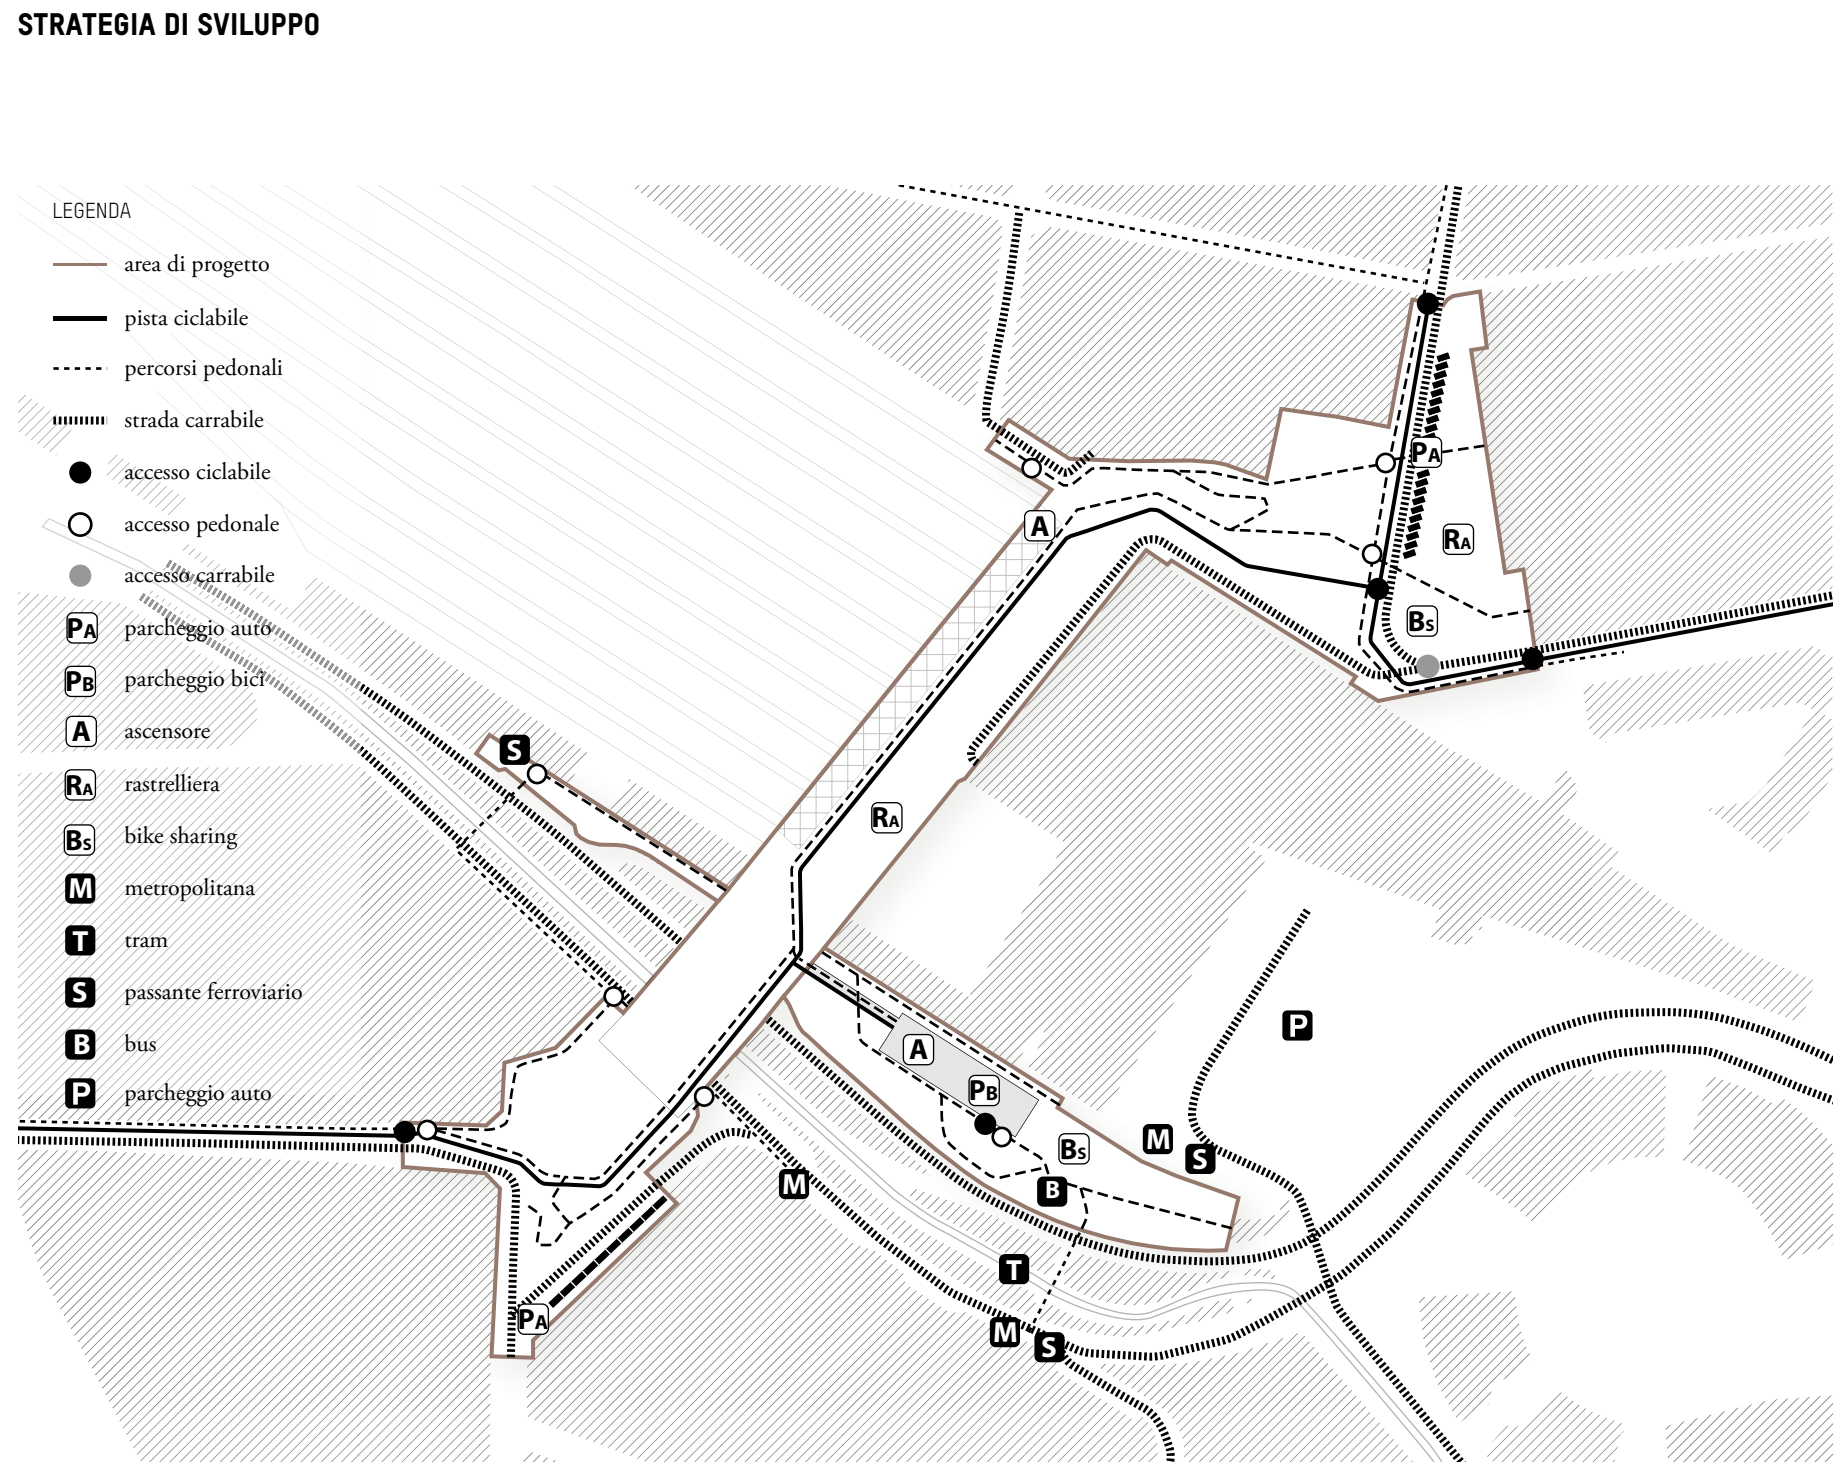 STRATEGIA DI SVILUPPO
LEGENDA
area di progetto
pista ciclabile
percorsi pedonali
strada carrabile
accesso ciclabile
accesso pedonale
accesso carrabile
PA parcheggio auto
PB parcheggio bici
A ascensore
RA rastrelliera
BS bike sharing
M metropolitana
T tram
S passante ferroviario
B bus
P parcheggio auto
PA
A
RA
BS
S
RA
P
A
PB
BS
M
S
M
B
T
PA
M
S